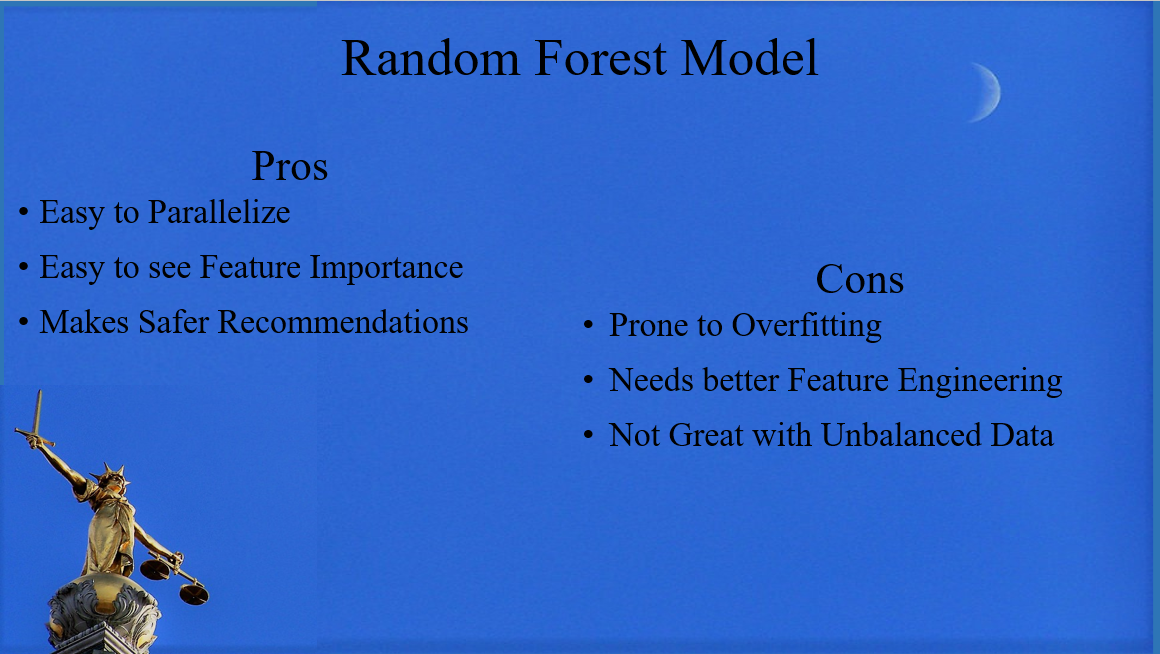 Random Forest Model
Pros
• Easy to Parallelize
• Easy to see Feature Importance
• Makes Safer Recommendations
Cons
• Prone to Overfitting
• Needs better Feature Engineering
• Not Great with Unbalanced Data